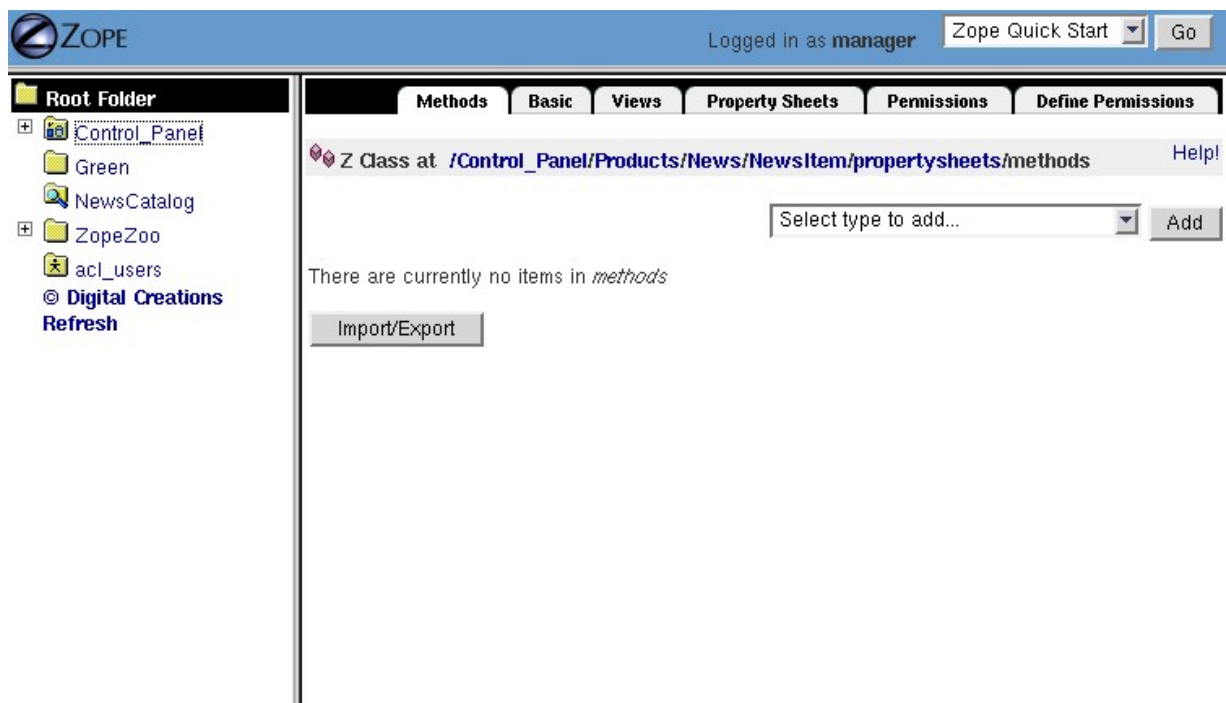 ZOPE
Logged in as manager
Zope Quick Start
Go
Root Folder
Control_Panel
Green
NewsCatalog
ZopeZoo
acl_users
© Digital Creations
Refresh
Methods Basic Views Property Sheets Permissions Define Permissions
Z Class at /Control_Panel/Products/News/NewsItem/propertysheets/methods
Help!
Select type to add...
Add
There are currently no items in methods
Import/Export